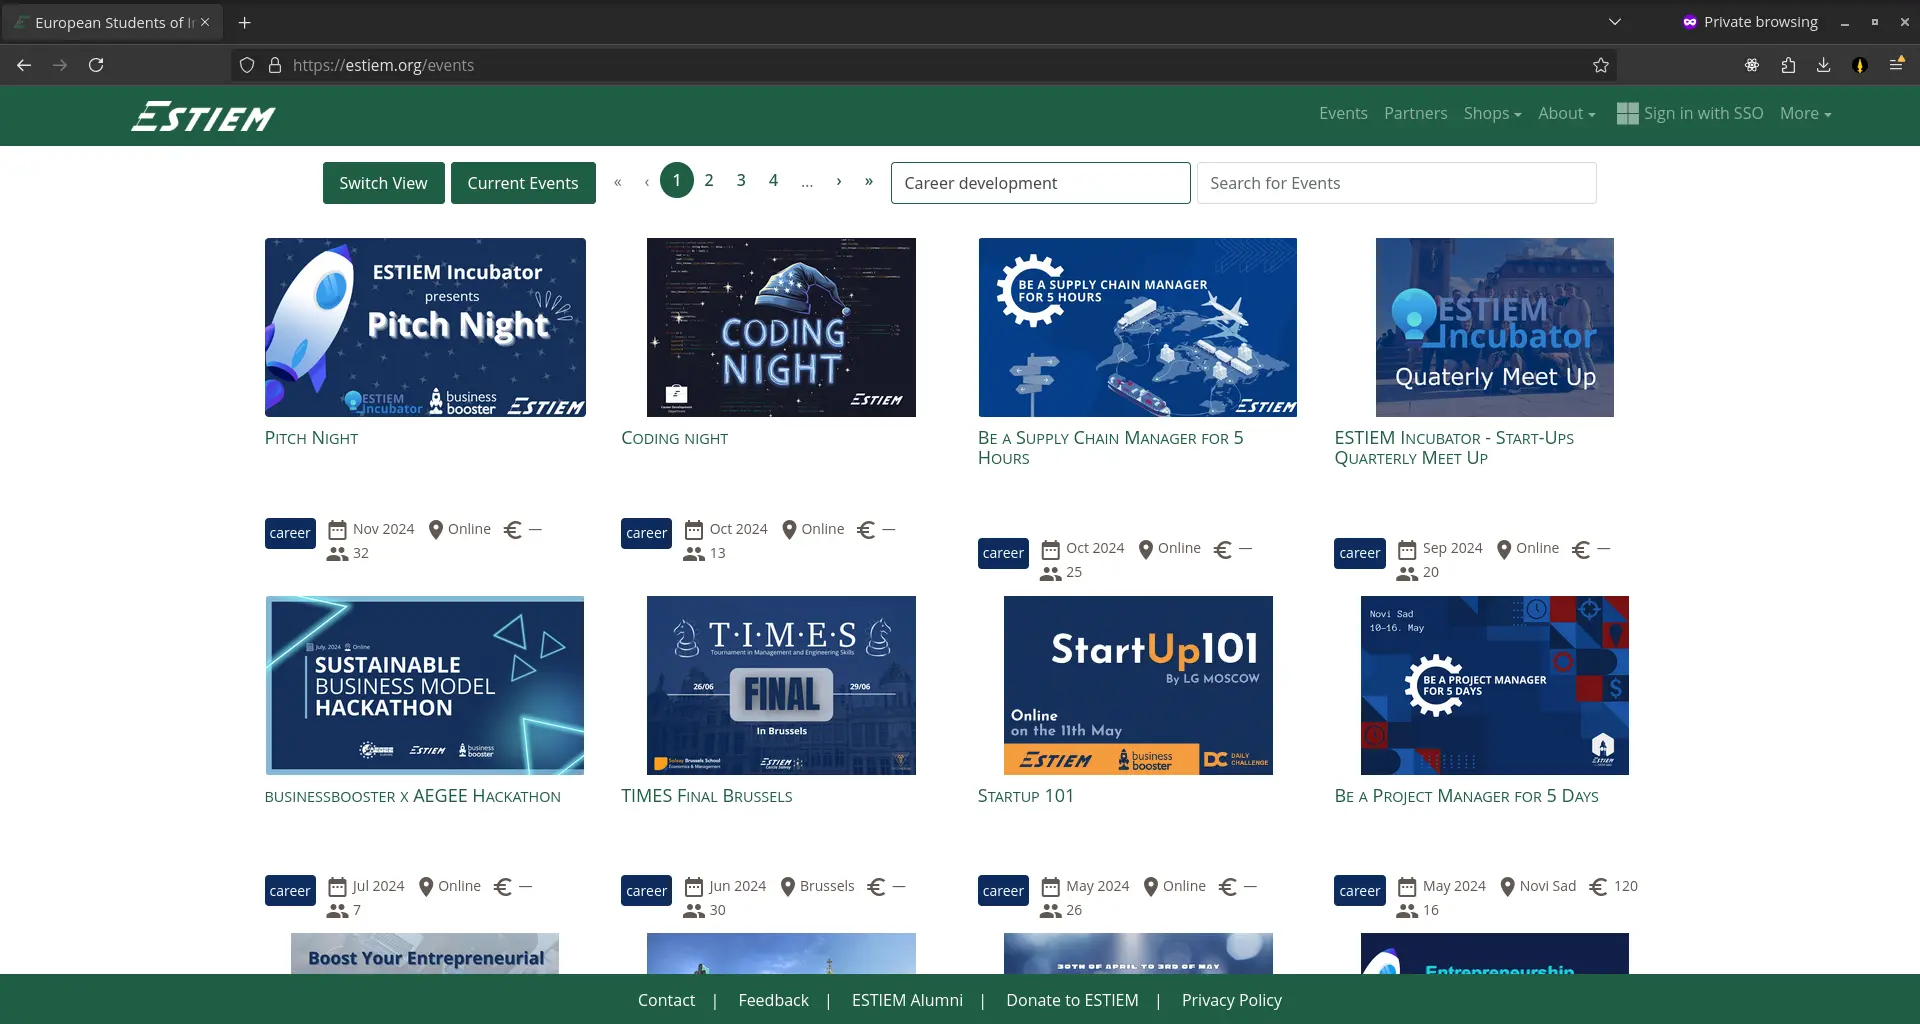 European Students of I
Private browsing
https://estiem.org/events
ESTIEM
Events Partners Shops About Sign in with SSO More
Switch View Current Events « ‹ 1 2 3 4 ... › » Career development Search for Events
ESTIEM Incubator
presents
Pitch Night
ESTIEM
Incubator
business
booster
ESTIEM
CODING
NIGHT
ESTIEM
BE A SUPPLY CHAIN MANAGER
FOR 5 HOURS
ESTIEM
ESTIEM
Incubator
Quaterly Meet Up
Pitch Night
Coding night
Be a Supply Chain Manager for 5
Hours
ESTIEM Incubator - Start-Ups
Quarterly Meet Up
career Nov 2024 Online € —
32
career Oct 2024 Online € —
13
career Oct 2024 Online € —
25
career Sep 2024 Online € —
20
July, 2024 Online
SUSTAINABLE
BUSINESS MODEL
HACKATHON
AEGEE
ESTIEM
business
booster
T·I·M·E·S
Tournament in Management and Engineering Skills
26/06 FINAL 29/06
In Brussels
Solvay Brussels School
Economics & Management
ESTIEM
StartUp101
By LG MOSCOW
Online
on the 11th May
ESTIEM
business
booster
DC DAILY
CHALLENGE
Novi Sad
10–16. May
BE A PROJECT MANAGER
FOR 5 DAYS
ESTIEM
businessbooster x AEGEE Hackathon
TIMES Final Brussels
Startup 101
Be a Project Manager for 5 Days
career Jul 2024 Online € —
7
career Jun 2024 Brussels € —
30
career May 2024 Online € —
26
career May 2024 Novi Sad € 120
16
Boost Your Entrepreneurial
30TH OF APRIL TO 3RD OF MAY
Entrepreneurship
Contact | Feedback | ESTIEM Alumni | Donate to ESTIEM | Privacy Policy